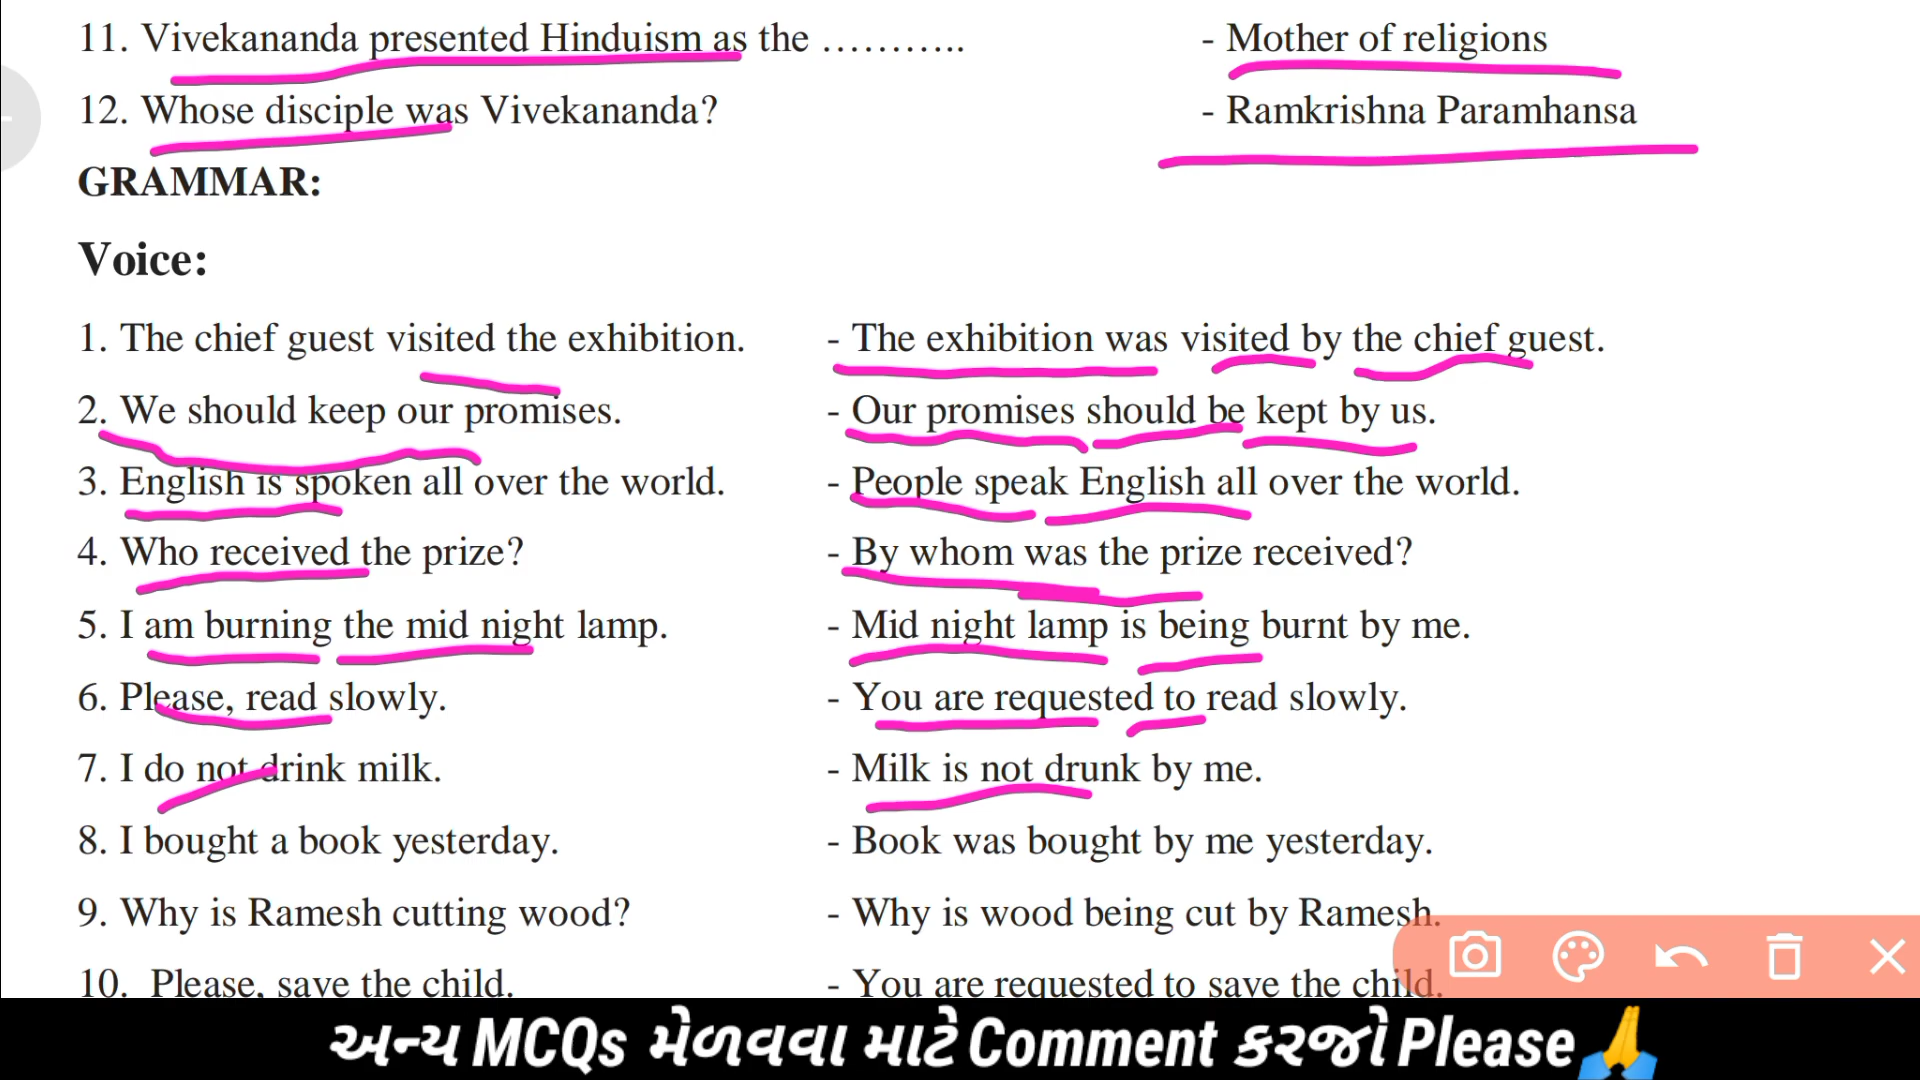 11. Vivekananda presented Hinduism as the ……….. - Mother of religions
12. Whose disciple was Vivekananda? - Ramkrishna Paramhansa
GRAMMAR:
Voice:
1. The chief guest visited the exhibition. - The exhibition was visited by the chief guest.
2. We should keep our promises. - Our promises should be kept by us.
3. English is spoken all over the world. - People speak English all over the world.
4. Who received the prize? - By whom was the prize received?
5. I am burning the mid night lamp. - Mid night lamp is being burnt by me.
6. Please, read slowly. - You are requested to read slowly.
7. I do not drink milk. - Milk is not drunk by me.
8. I bought a book yesterday. - Book was bought by me yesterday.
9. Why is Ramesh cutting wood? - Why is wood being cut by Ramesh.
10. Please, save the child. - You are requested to save the child.
અન્ય MCQs મેળવવા માટે Comment કરજો Please🙏